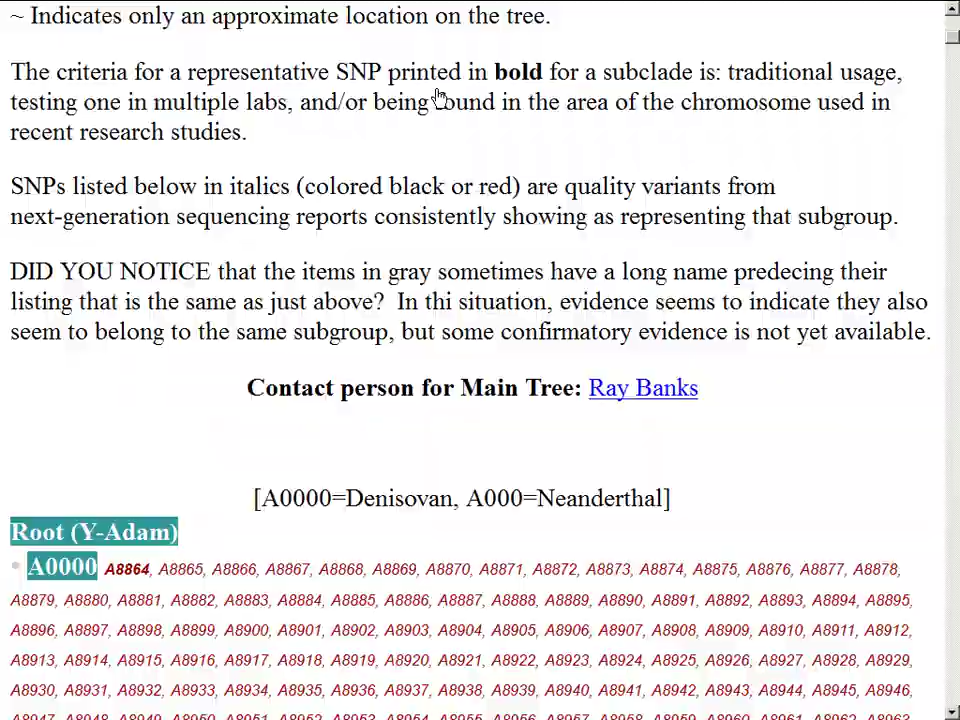 ~ Indicates only an approximate location on the tree.
The criteria for a representative SNP printed in bold for a subclade is: traditional usage,
testing one in multiple labs, and/or being found in the area of the chromosome used in
recent research studies.
SNPs listed below in italics (colored black or red) are quality variants from
next-generation sequencing reports consistently showing as representing that subgroup.
DID YOU NOTICE that the items in gray sometimes have a long name predecing their
listing that is the same as just above?  In thi situation, evidence seems to indicate they also
seem to belong to the same subgroup, but some confirmatory evidence is not yet available.
Contact person for Main Tree: Ray Banks
[A0000=Denisovan, A000=Neanderthal]
Root (Y-Adam)
• A0000 A8864, A8865, A8866, A8867, A8868, A8869, A8870, A8871, A8872, A8873, A8874, A8875, A8876, A8877, A8878,
A8879, A8880, A8881, A8882, A8883, A8884, A8885, A8886, A8887, A8888, A8889, A8890, A8891, A8892, A8893, A8894, A8895,
A8896, A8897, A8898, A8899, A8900, A8901, A8902, A8903, A8904, A8905, A8906, A8907, A8908, A8909, A8910, A8911, A8912,
A8913, A8914, A8915, A8916, A8917, A8918, A8919, A8920, A8921, A8922, A8923, A8924, A8925, A8926, A8927, A8928, A8929,
A8930, A8931, A8932, A8933, A8934, A8935, A8936, A8937, A8938, A8939, A8940, A8941, A8942, A8943, A8944, A8945, A8946,